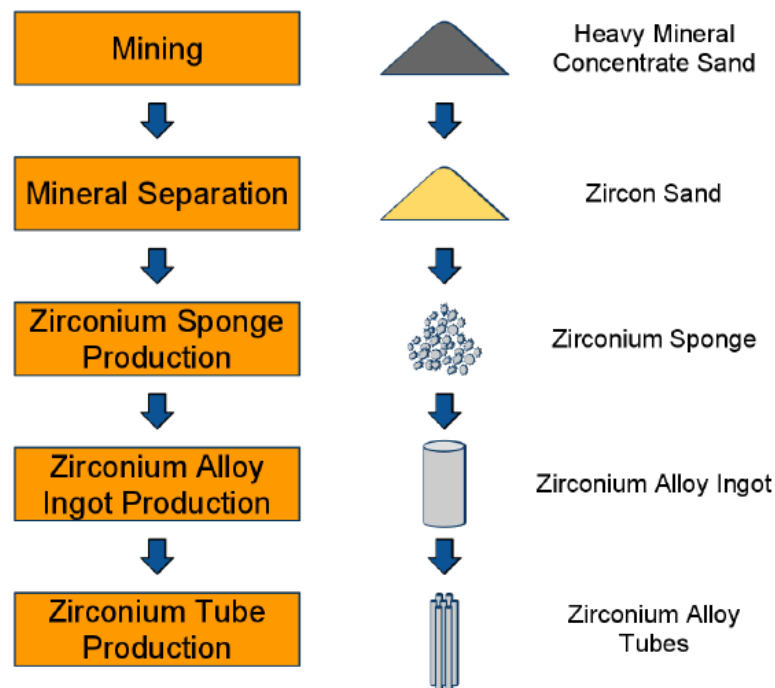 Mining
Heavy Mineral
Concentrate Sand
Mineral Separation
Zircon Sand
Zirconium Sponge
Production
Zirconium Sponge
Zirconium Alloy
Ingot Production
Zirconium Alloy Ingot
Zirconium Tube
Production
Zirconium Alloy
Tubes